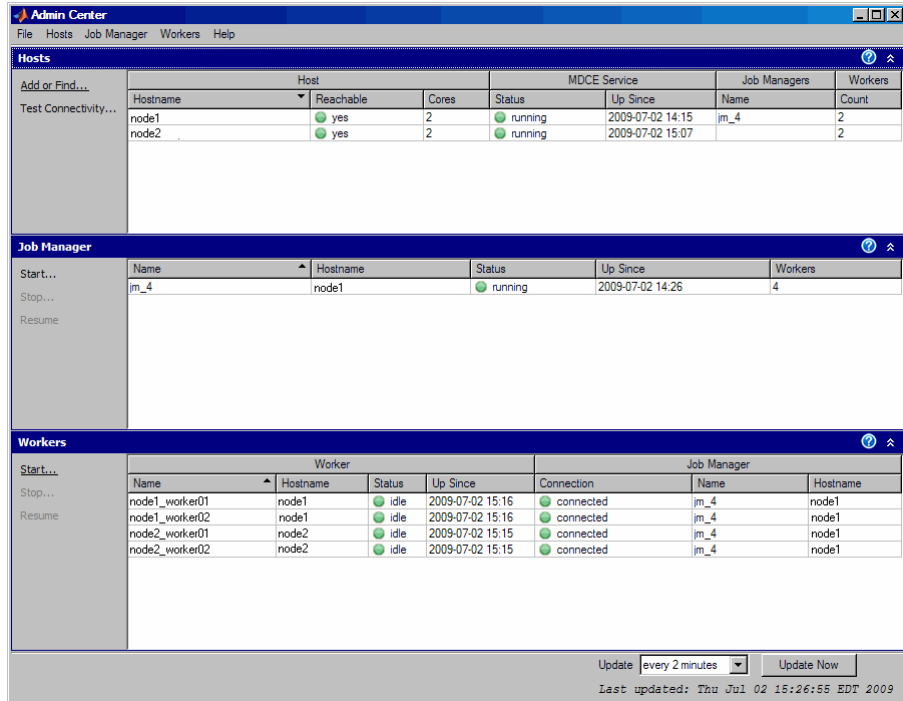 Admin Center
File Hosts Job Manager Workers Help
Hosts
Add or Find...
Test Connectivity...
Host MDCE Service Job Managers Workers
Hostname Reachable Cores Status Up Since Name Count
node1 yes 2 running 2009-07-02 14:15 jm_4 2
node2 yes 2 running 2009-07-02 15:07 2
Job Manager
Start...
Stop...
Resume
Name Hostname Status Up Since Workers
jm_4 node1 running 2009-07-02 14:26 4
Workers
Start...
Stop...
Resume
Worker Job Manager
Name Hostname Status Up Since Connection Name Hostname
node1_worker01 node1 idle 2009-07-02 15:16 connected jm_4 node1
node1_worker02 node1 idle 2009-07-02 15:16 connected jm_4 node1
node2_worker01 node2 idle 2009-07-02 15:15 connected jm_4 node1
node2_worker02 node2 idle 2009-07-02 15:15 connected jm_4 node1
Update every 2 minutes Update Now
Last updated: Thu Jul 02 15:26:55 EDT 2009